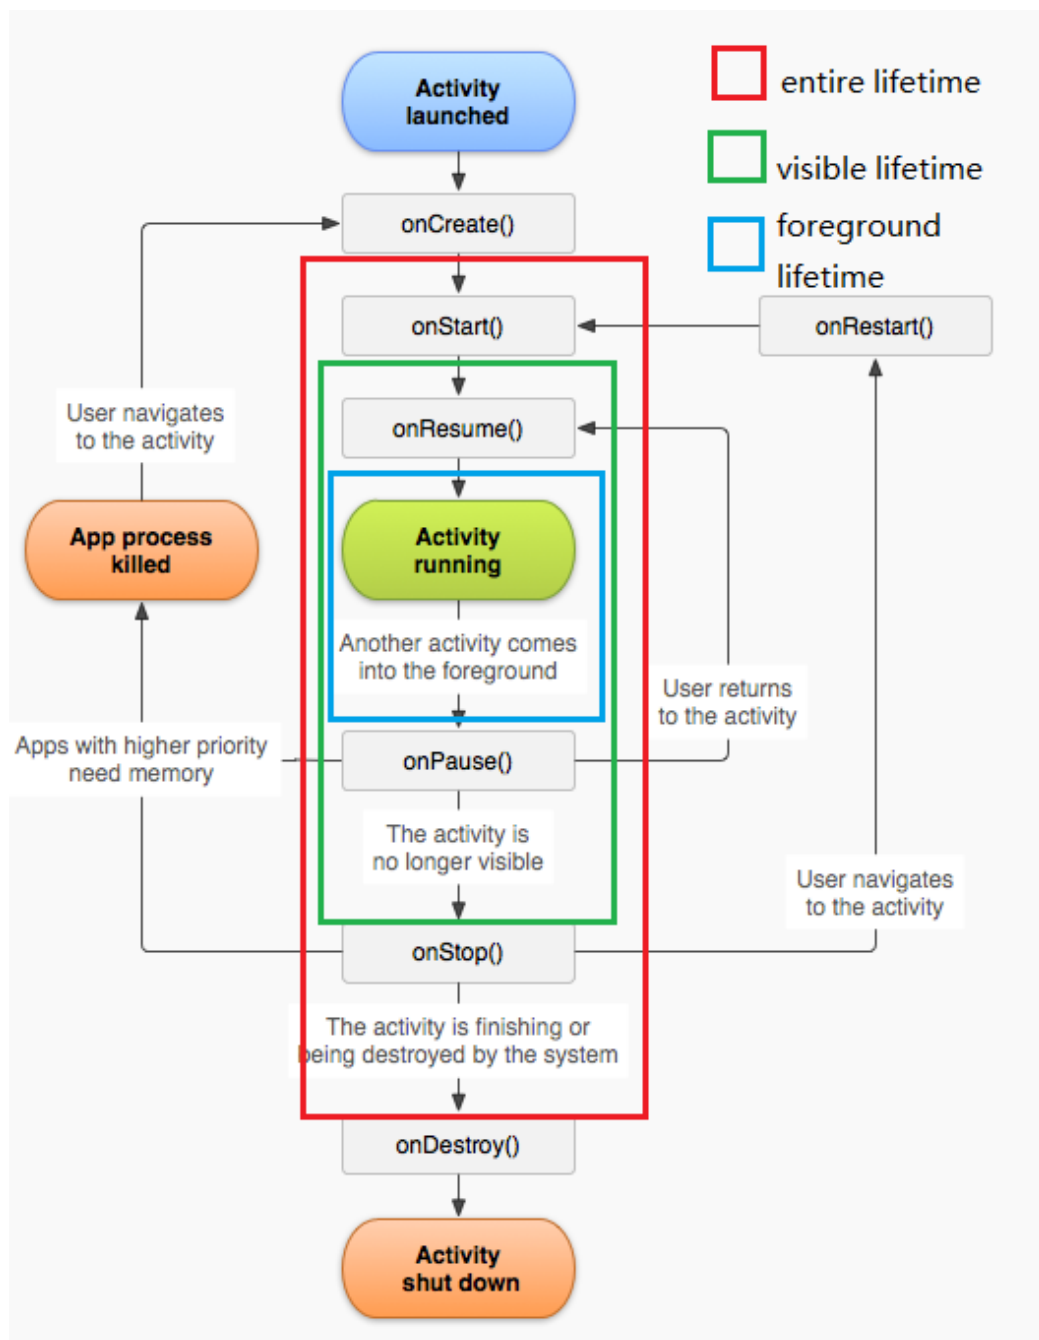 Activity
launched
entire lifetime
visible lifetime
foreground
lifetime
onCreate()
onStart()
onRestart()
User navigates
to the activity
onResume()
App process
killed
Activity
running
Another activity comes
into the foreground
User returns
to the activity
Apps with higher priority
need memory
onPause()
The activity is
no longer visible
User navigates
to the activity
onStop()
The activity is finishing or
being destroyed by the system
onDestroy()
Activity
shut down